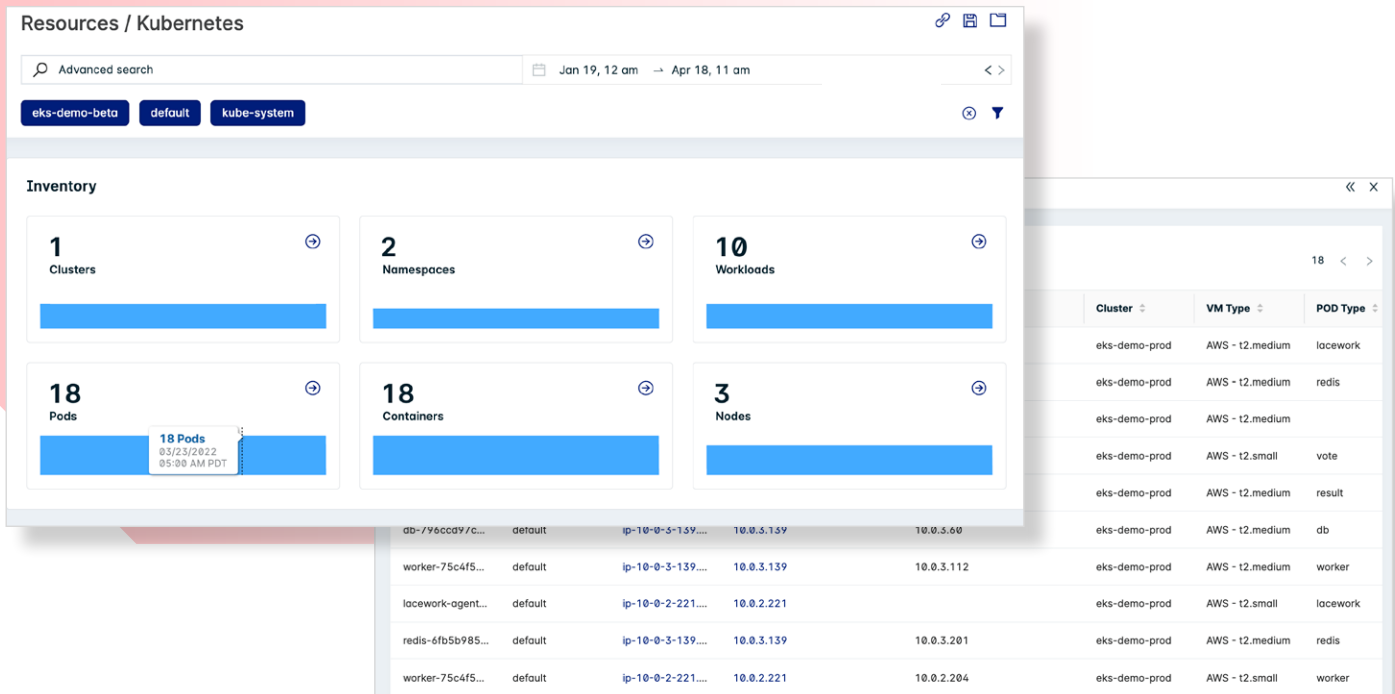 Resources / Kubernetes
Advanced search
Jan 19, 12 am → Apr 18, 11 am
eks-demo-beta default kube-system
Inventory
1
Clusters
2
Namespaces
10
Workloads
18
Pods
18 Pods
03/23/2022
05:00 AM PDT
18
Containers
3
Nodes
18
Cluster VM Type POD Type
eks-demo-prod AWS - t2.medium lacework
eks-demo-prod AWS - t2.medium redis
eks-demo-prod AWS - t2.medium
eks-demo-prod AWS - t2.small vote
eks-demo-prod AWS - t2.medium result
db-796ccd97c... default ip-10-0-3-139.... 10.0.3.139 10.0.3.60 eks-demo-prod AWS - t2.medium db
worker-75c4f5... default ip-10-0-3-139.... 10.0.3.139 10.0.3.112 eks-demo-prod AWS - t2.medium worker
lacework-agent... default ip-10-0-2-221.... 10.0.2.221 eks-demo-prod AWS - t2.small lacework
redis-6fb5b985... default ip-10-0-3-139.... 10.0.3.139 10.0.3.201 eks-demo-prod AWS - t2.medium redis
worker-75c4f5... default ip-10-0-2-221.... 10.0.2.221 10.0.2.204 eks-demo-prod AWS - t2.small worker